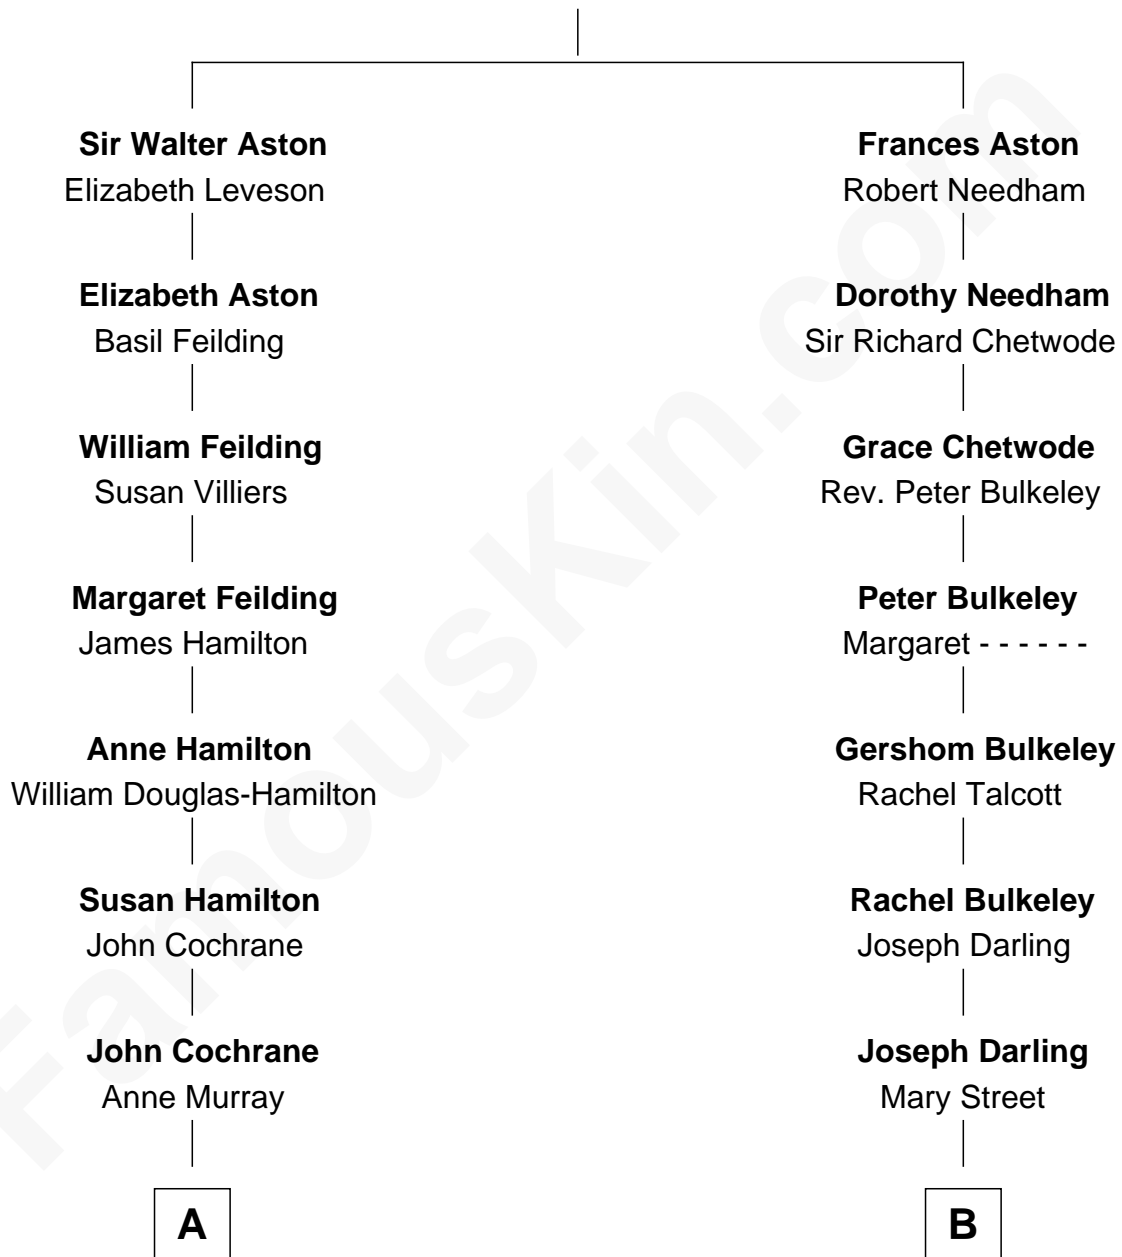 Sir Walter Aston
Elizabeth Leveson
Elizabeth Aston
Basil Feilding
William Feilding
Susan Villiers
Margaret Feilding
James Hamilton
Anne Hamilton
William Douglas-Hamilton
Susan Hamilton
John Cochrane
John Cochrane
Anne Murray
A
Frances Aston
Robert Needham
Dorothy Needham
Sir Richard Chetwode
Grace Chetwode
Rev. Peter Bulkeley
Peter Bulkeley
Margaret - - - - - -
Gershom Bulkeley
Rachel Talcott
Rachel Bulkeley
Joseph Darling
Joseph Darling
Mary Street
B
FamousKin.com